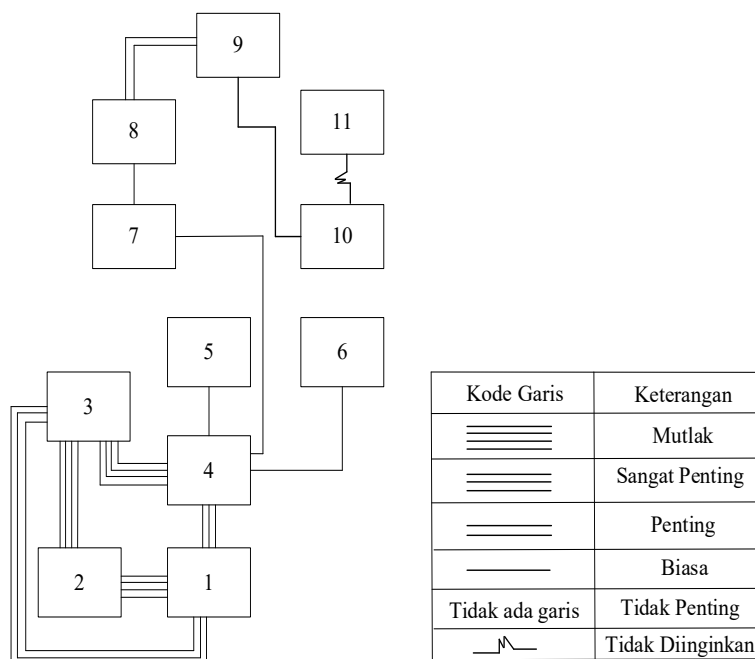 9
8
11
7
10
5
6
3
4
2
1
Kode Garis Keterangan
Mutlak
Sangat Penting
Penting
Biasa
Tidak ada garis Tidak Penting
Tidak Diinginkan